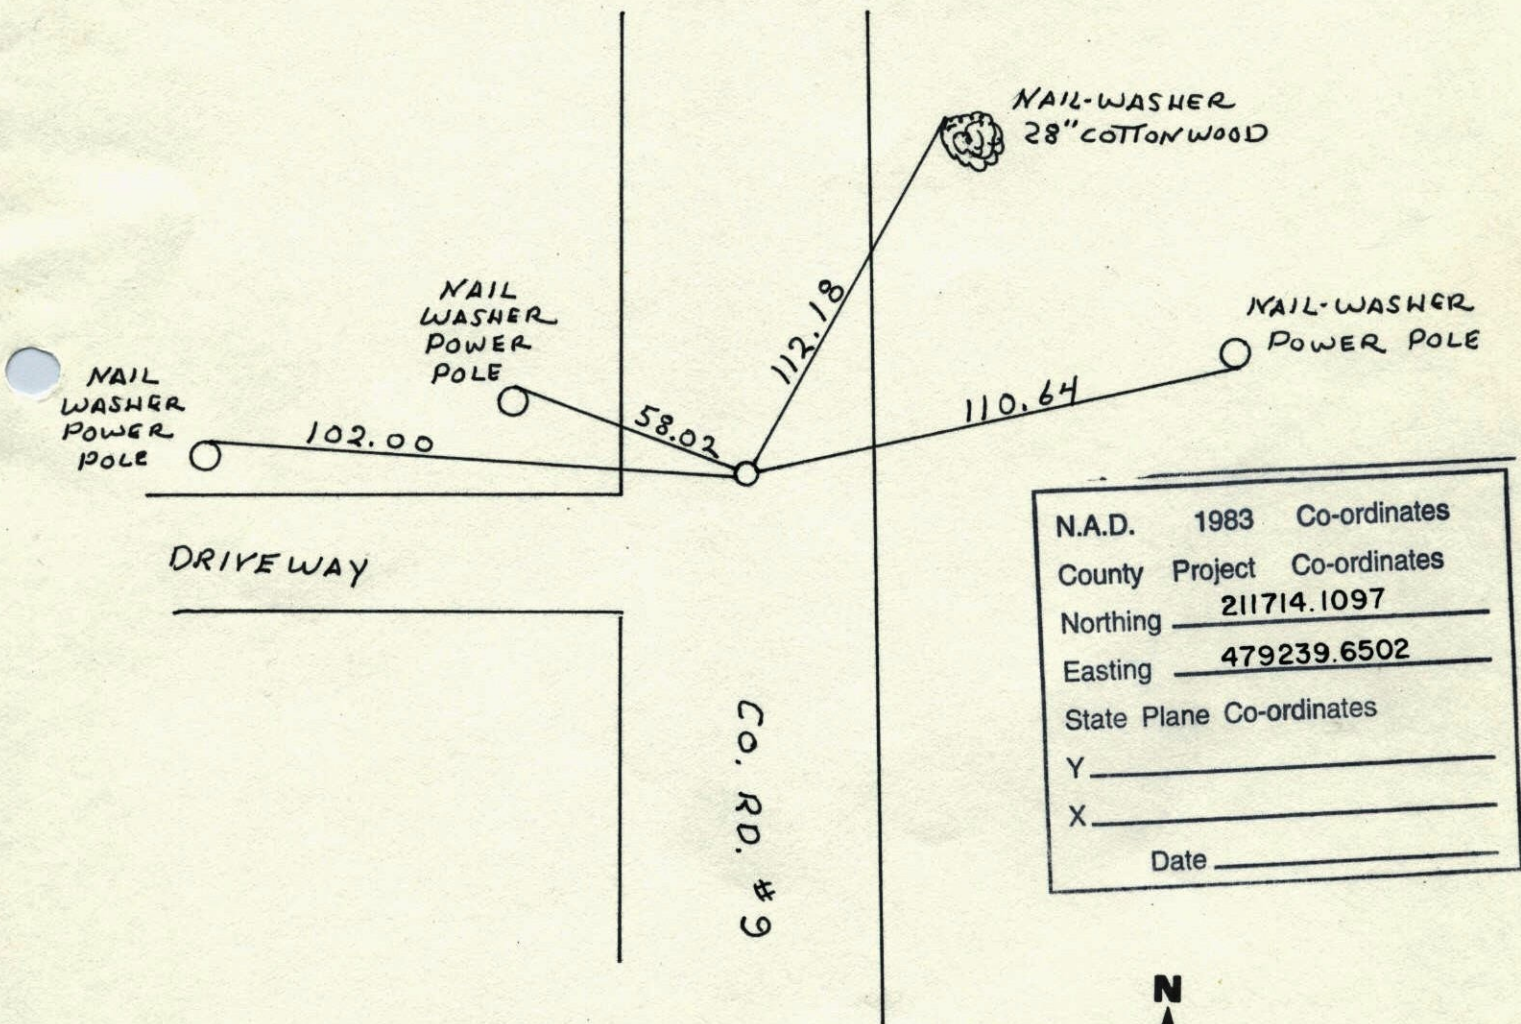 NAIL-WASHER
28" COTTONWOOD
NAIL
WASHER
POWER
POLE
NAIL-WASHER
POWER POLE
NAIL
WASHER
POWER
POLE
112.18
110.64
58.02
102.00
DRIVEWAY
CO. RD. #9
N.A.D. 1983 Co-ordinates
County Project Co-ordinates
Northing 211714.1097
Easting 479239.6502
State Plane Co-ordinates
Y
X
Date
N